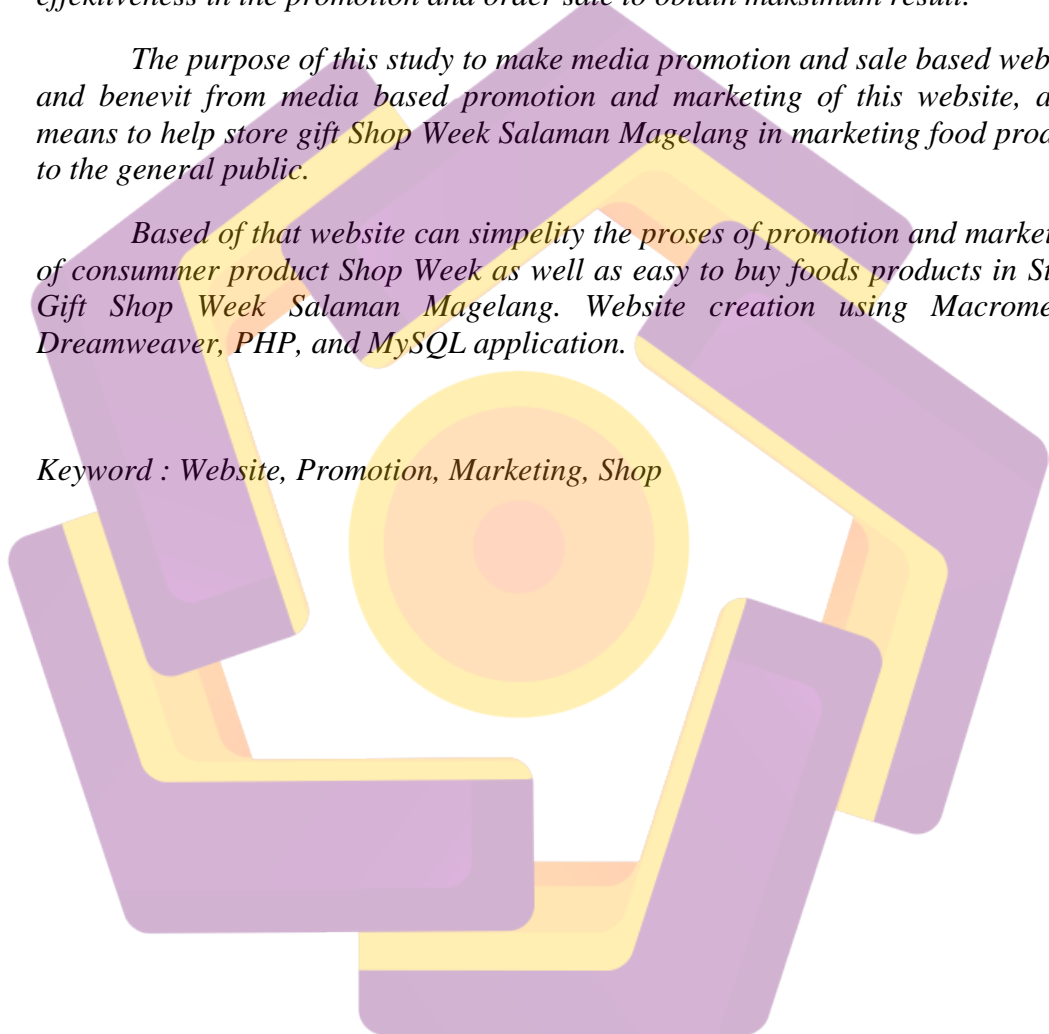 effektiveness in the promotion and order sale to obtain maksimum result.
The purpose of this study to make media promotion and sale based web
and benevit from media based promotion and marketing of this website, a
means to help store gift Shop Week Salaman Magelang in marketing food prod
to the general public.
Based of that website can simpelity the proses of promotion and market
of consummer product Shop Week as well as easy to buy foods products in St
Gift Shop Week Salaman Magelang. Website creation using Macrome
Dreamweaver, PHP, and MySQL application.
Keyword : Website, Promotion, Marketing, Shop